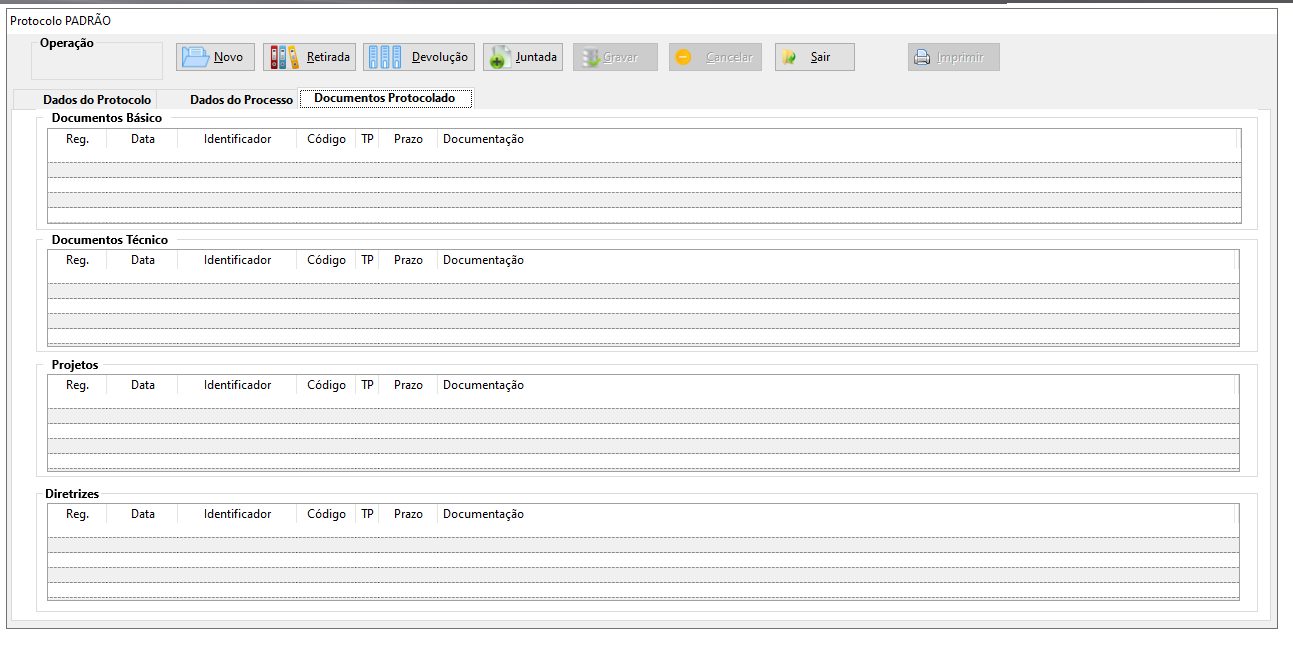 Protocolo PADRÃO
Operação
Novo Retirada Devolução Juntada Gravar Cancelar Sair Imprimir
Dados do Protocolo Dados do Processo Documentos Protocolado
Documentos Básico
Reg. Data Identificador Código TP Prazo Documentação
Documentos Técnico
Reg. Data Identificador Código TP Prazo Documentação
Projetos
Reg. Data Identificador Código TP Prazo Documentação
Diretrizes
Reg. Data Identificador Código TP Prazo Documentação